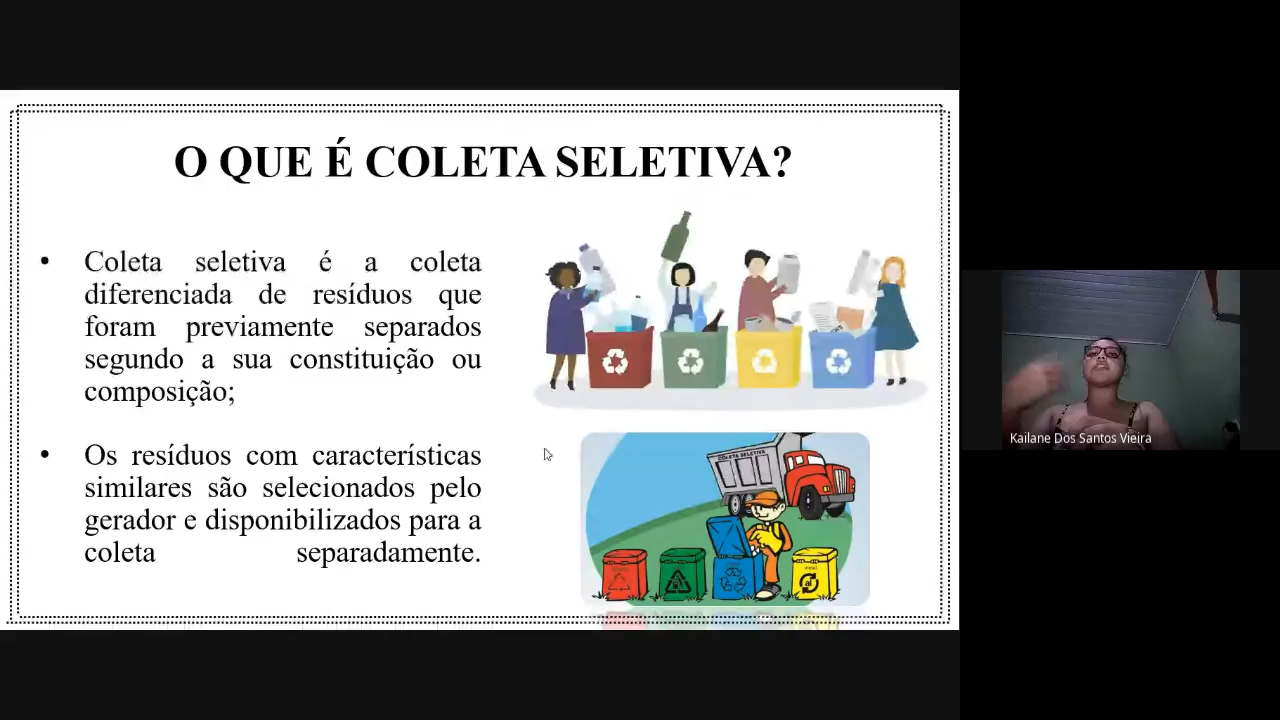 O QUE É COLETA SELETIVA?
• Coleta seletiva é a coleta
diferenciada de resíduos que
foram previamente separados
segundo a sua constituição ou
composição;
• Os resíduos com características
similares são selecionados pelo
gerador e disponibilizados para a
coleta separadamente.
COLETA SELETIVA
Kailane Dos Santos Vieira